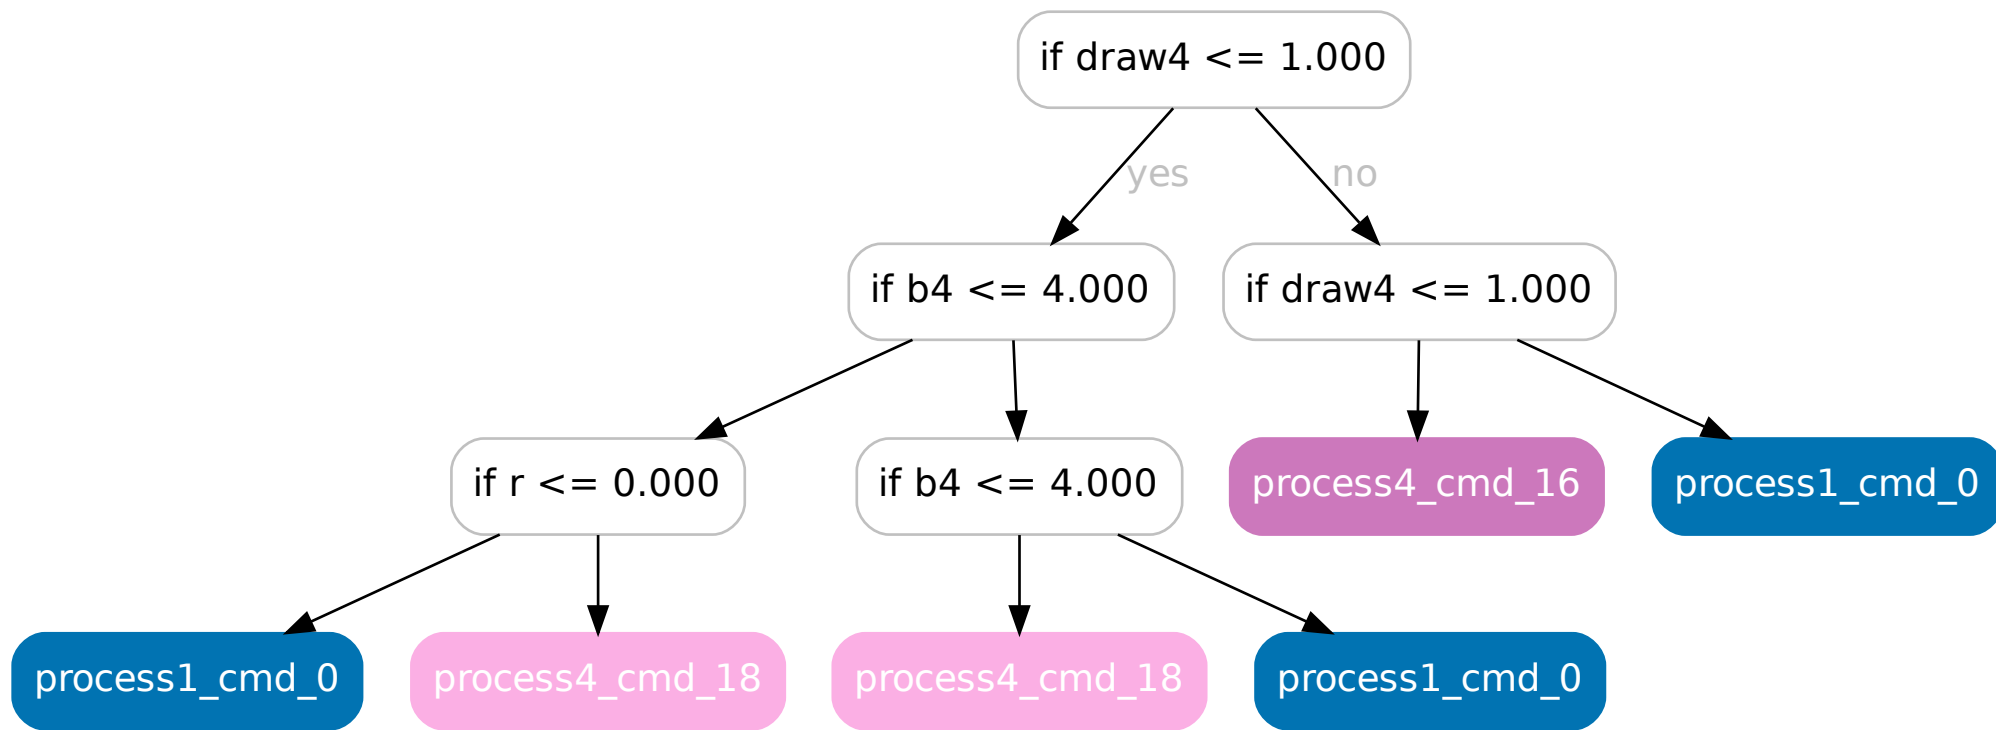 if draw4 <= 1.000
yes
no
if b4 <= 4.000
if draw4 <= 1.000
if r <= 0.000
if b4 <= 4.000
process4_cmd_16
process1_cmd_0
process1_cmd_0
process4_cmd_18
process4_cmd_18
process1_cmd_0